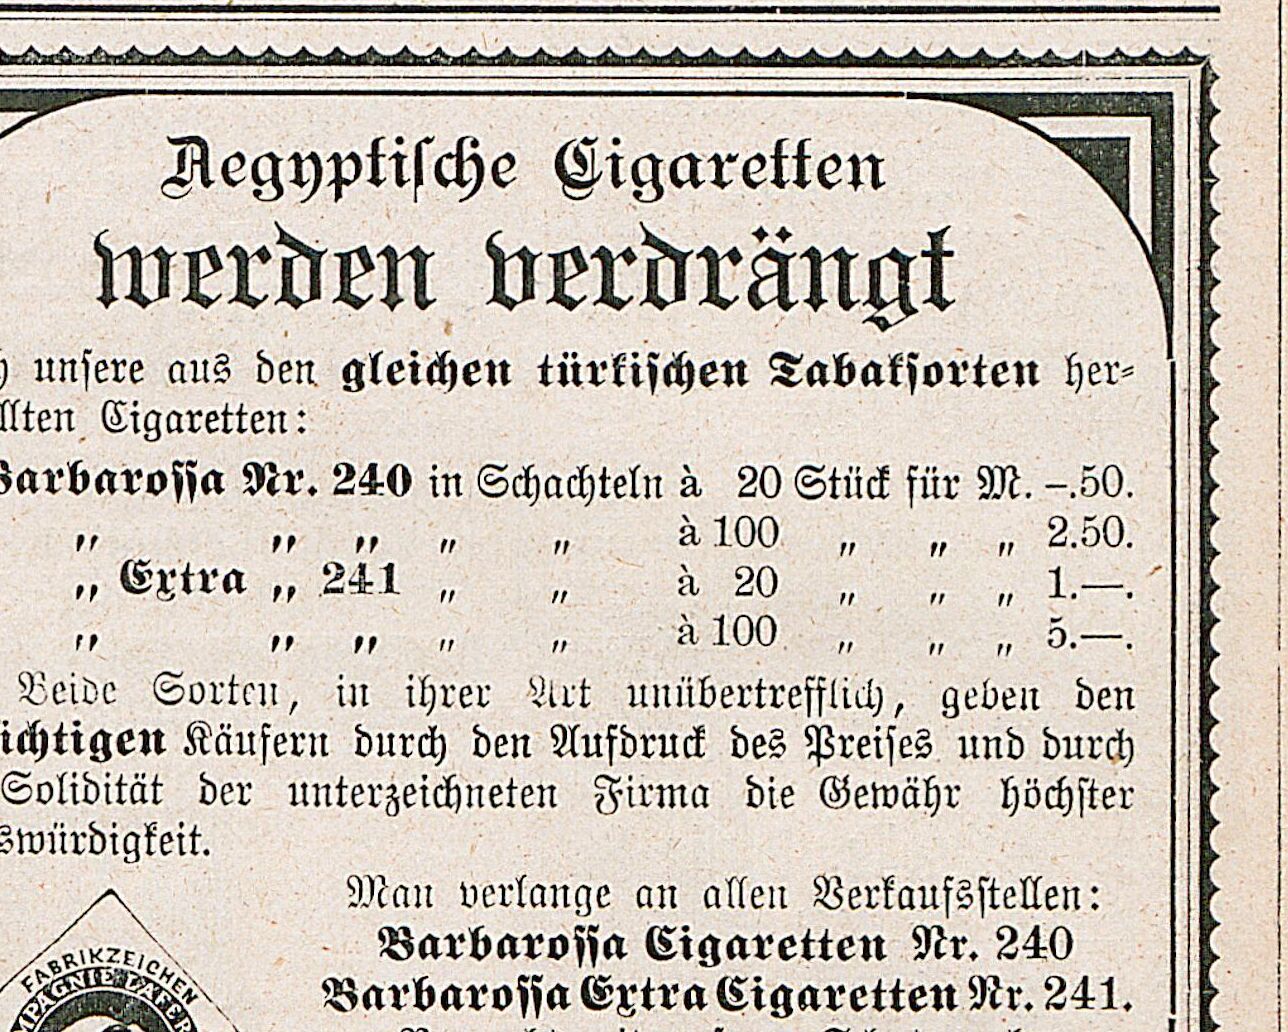 Aegyptiſche Cigaretten
werden verdrängt
unſere aus den gleichen türkiſchen Tabakſorten her-
llten Cigaretten:
Barbaroſſa Nr. 240 in Schachteln à 20 Stück für M. –.50.
„ „ „ „ „ à 100 „ „ „ 2.50.
„ Extra „ 241 „ „ à 20 „ „ „ 1.—.
„ „ „ „ „ à 100 „ „ „ 5.—.
Beide Sorten, in ihrer Art unübertrefflich, geben den
ichtigen Käufern durch den Aufdruck des Preiſes und durch
Solidität der unterzeichneten Firma die Gewähr höchſter
swürdigkeit.
Man verlange an allen Verkaufsſtellen:
Barbaroſſa Cigaretten Nr. 240
Barbaroſſa Extra Cigaretten Nr. 241.
FABRIKZEICHEN
MPAGNIE LAFER